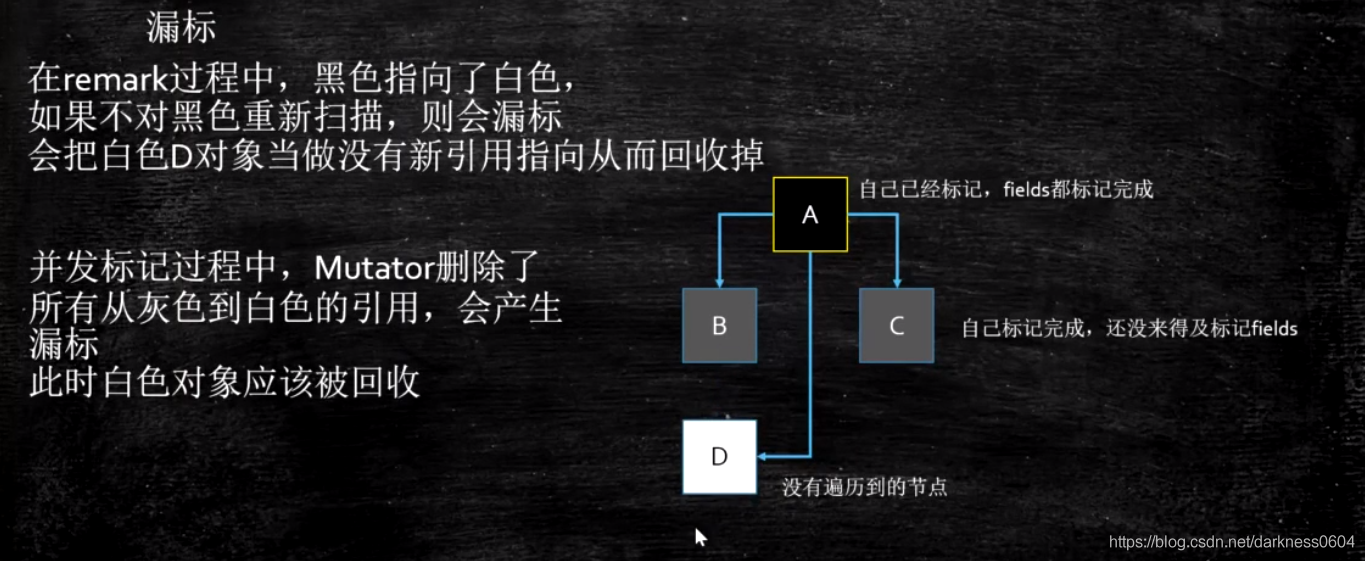 漏标
在remark过程中，黑色指向了白色，
如果不对黑色重新扫描，则会漏标
会把白色D对象当做没有新引用指向从而回收掉
A
自己已经标记，fields都标记完成
并发标记过程中，Mutator删除了
所有从灰色到白色的引用，会产生
漏标
此时白色对象应该被回收
B
C
自己标记完成，还没来得及标记fields
D
没有遍历到的节点
https://blog.csdn.net/darkness0604